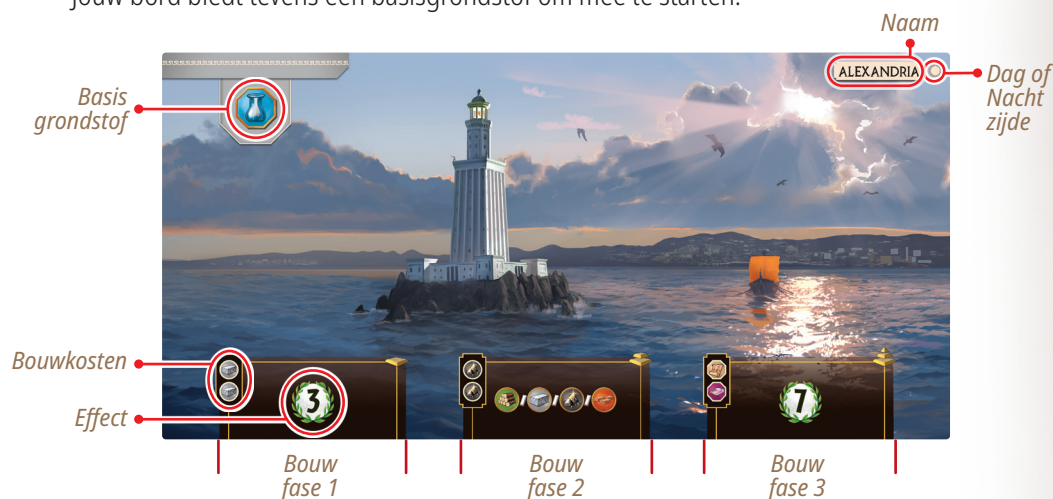 Jouw bord biedt tevens een basisgrondstof om mee te starten.
Naam
ALEXANDRIA
Dag of
Nacht
zijde
Basis
grondstof
Bouwkosten
Effect
3
7
Bouw
fase 1
Bouw
fase 2
Bouw
fase 3